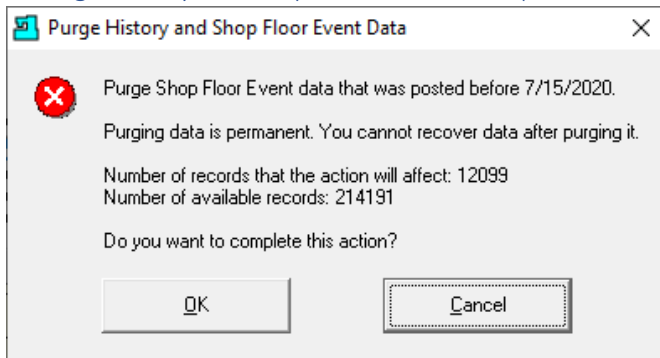 Purge History and Shop Floor Event Data
Purge Shop Floor Event data that was posted before 7/15/2020.
Purging data is permanent. You cannot recover data after purging it.
Number of records that the action will affect: 12099
Number of available records: 214191
Do you want to complete this action?
OK
Cancel